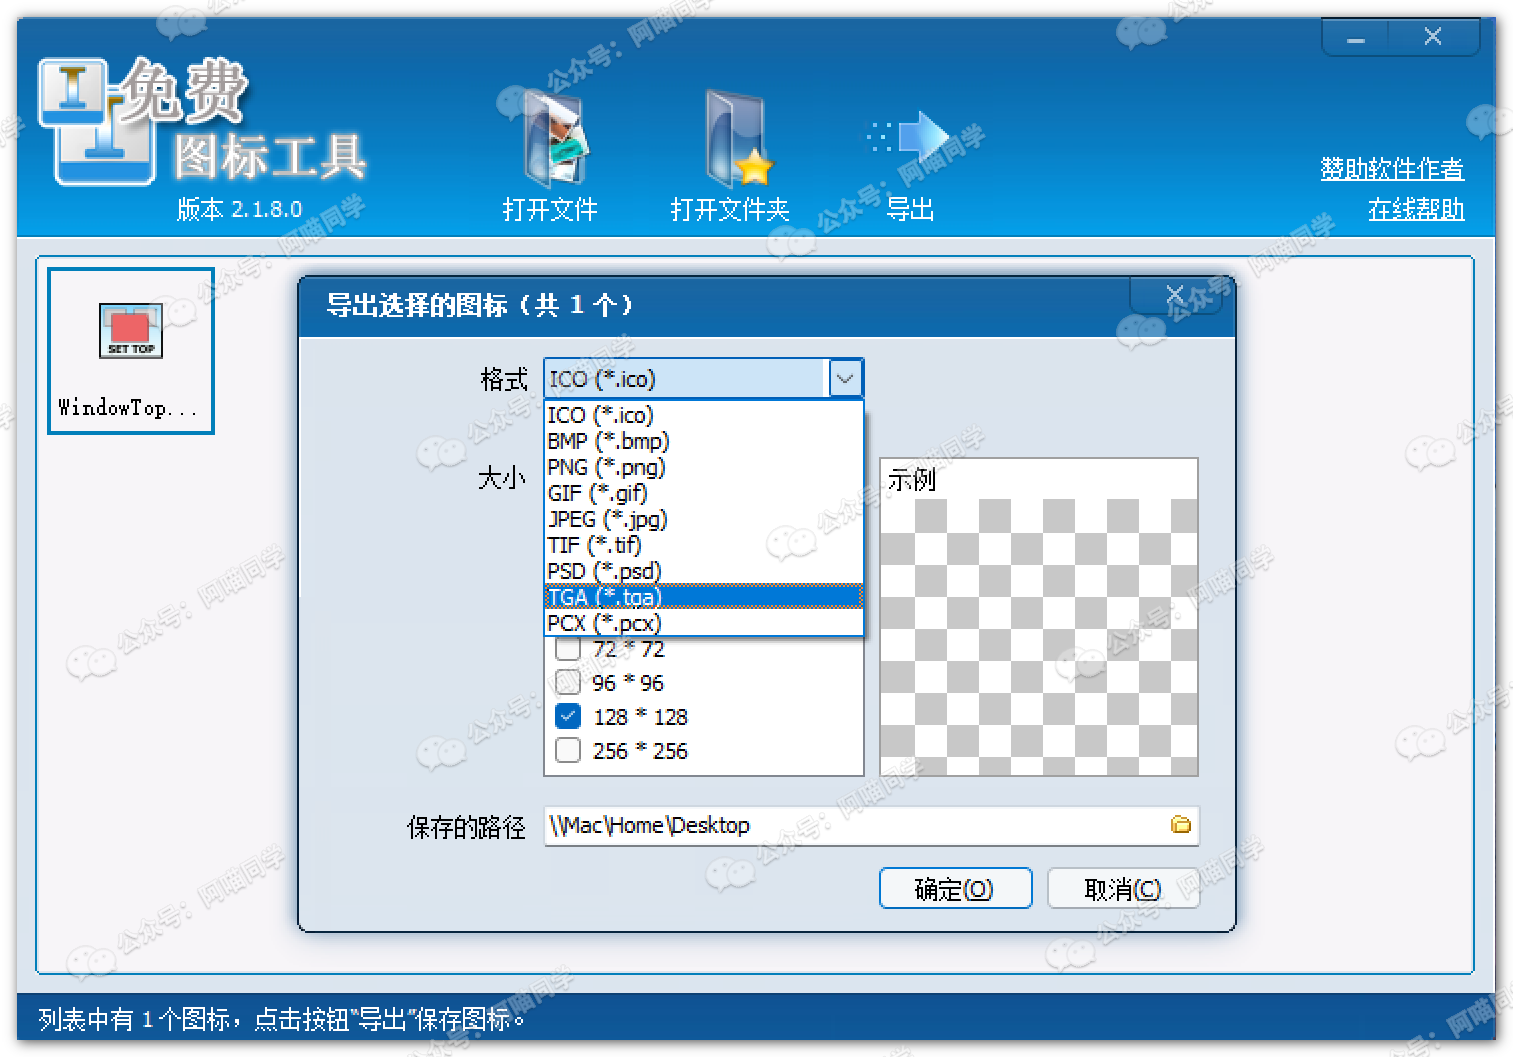 免费
图标工具
版本 2.1.8.0
打开文件
打开文件夹
导出
赞助软件作者
在线帮助
SET TOP
WindowTop...
导出选择的图标（共 1 个）
格式
ICO (*.ico)
ICO (*.ico)
BMP (*.bmp)
PNG (*.png)
GIF (*.gif)
JPEG (*.jpg)
TIF (*.tif)
PSD (*.psd)
TGA (*.tga)
PCX (*.pcx)
大小
72 * 72
96 * 96
128 * 128
256 * 256
示例
保存的路径
\\Mac\Home\Desktop
确定(O)
取消(C)
列表中有 1 个图标，点击按钮"导出"保存图标。
公众号：阿喵同学